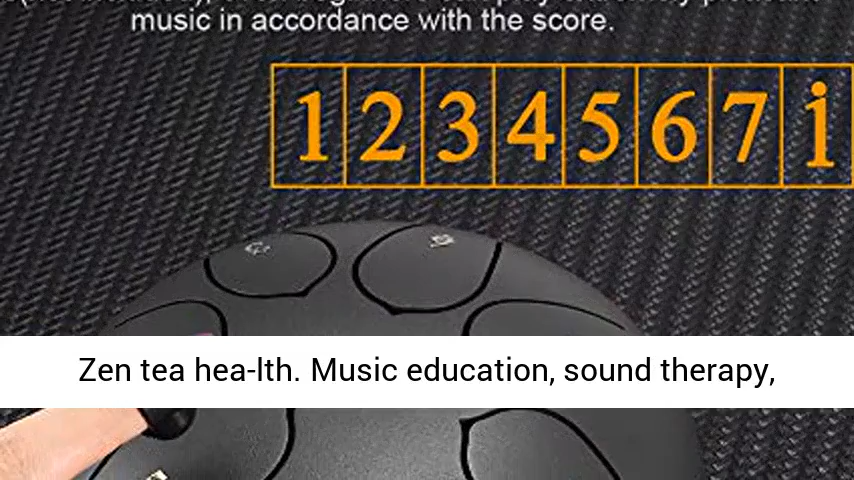 music in accordance with the score.
1 2 3 4 5 6 7 i
Zen tea hea-lth. Music education, sound therapy,